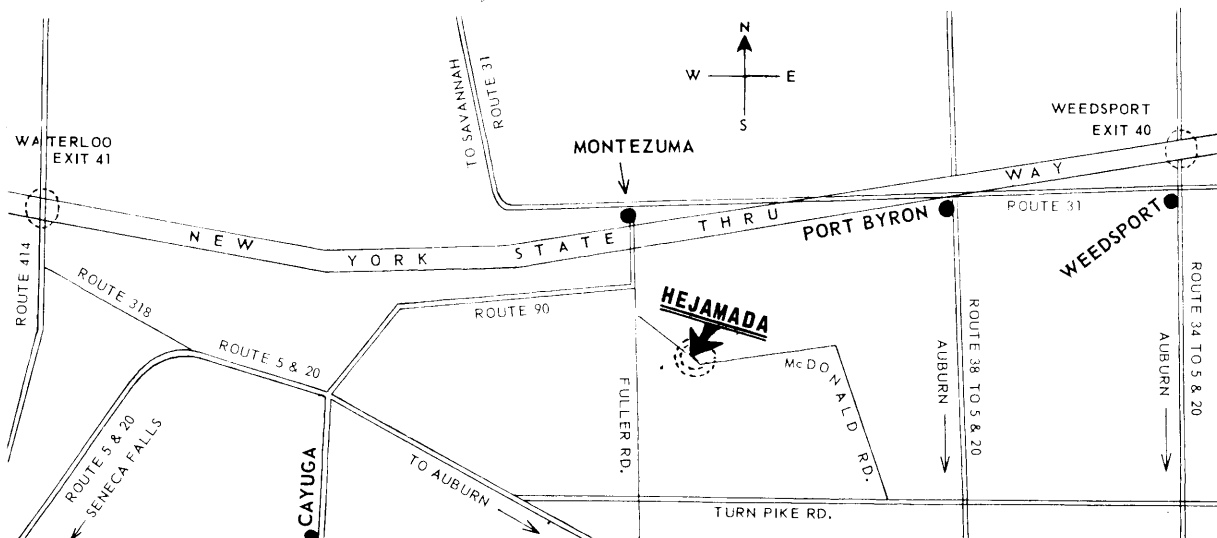 N
W E
S
TO SAVANNAH
ROUTE 31
WATERLOO
EXIT 41
MONTEZUMA
WEEDSPORT
EXIT 40
NEW YORK STATE THRU WAY
PORT BYRON
ROUTE 31
WEEDSPORT
ROUTE 414
ROUTE 318
ROUTE 90
HEJAMADA
ROUTE 5 & 20
McDONALD RD.
FULLER RD.
AUBURN
ROUTE 38 TO 5 & 20
AUBURN
ROUTE 34 TO 5 & 20
ROUTE 5 & 20
SENECA FALLS
CAYUGA
TO AUBURN
TURN PIKE RD.